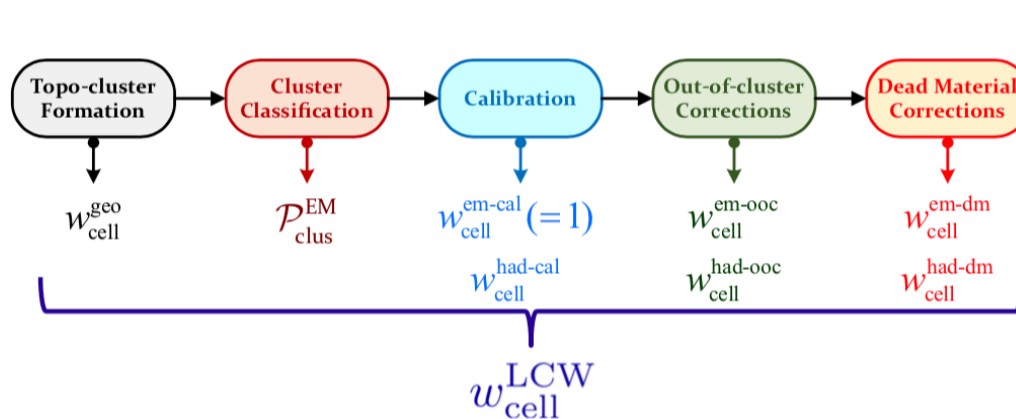 Topo-cluster
Formation
Cluster
Classification
Calibration
Out-of-cluster
Corrections
Dead Material
Corrections
w_cell^geo
𝒫_clus^EM
w_cell^em-cal (= 1)
w_cell^em-ooc
w_cell^em-dm
w_cell^had-cal
w_cell^had-ooc
w_cell^had-dm
w_cell^LCW